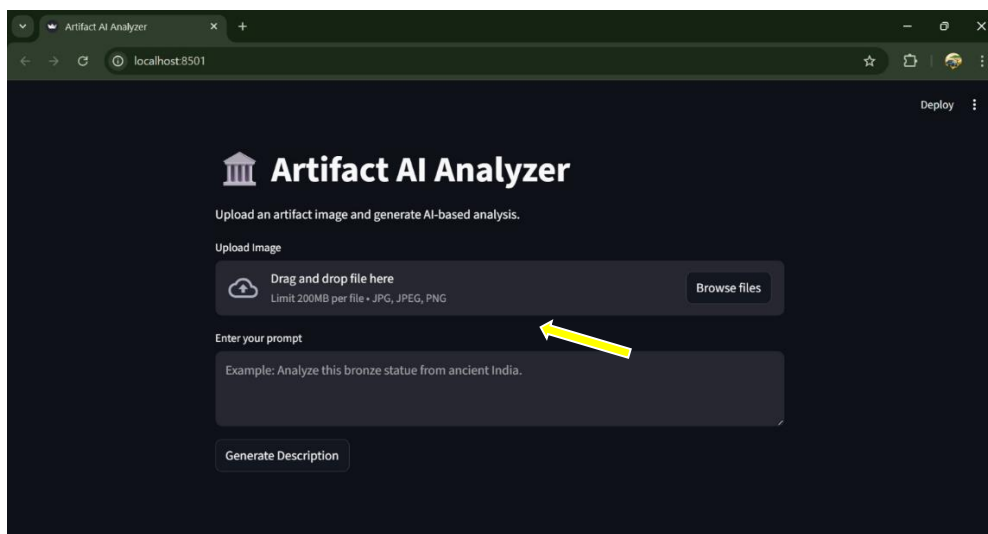 Artifact AI Analyzer
localhost:8501
Deploy
Artifact AI Analyzer
Upload an artifact image and generate AI-based analysis.
Upload Image
Drag and drop file here
Limit 200MB per file • JPG, JPEG, PNG
Browse files
Enter your prompt
Example: Analyze this bronze statue from ancient India.
Generate Description